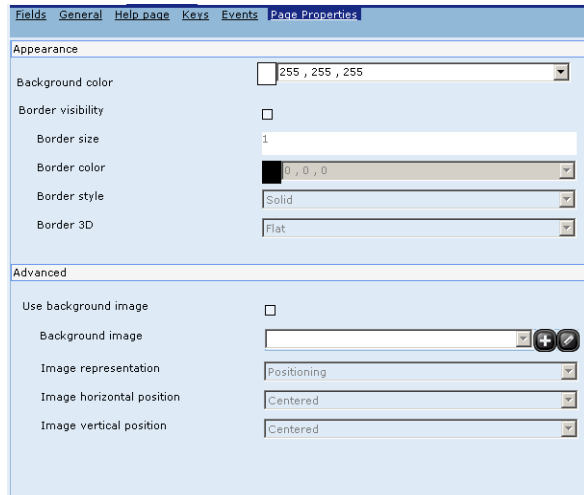 Fields General Help page Keys Events Page Properties
Appearance
Background color 255 , 255 , 255
Border visibility
Border size 1
Border color 0 , 0 , 0
Border style Solid
Border 3D Flat
Advanced
Use background image
Background image
Image representation Positioning
Image horizontal position Centered
Image vertical position Centered